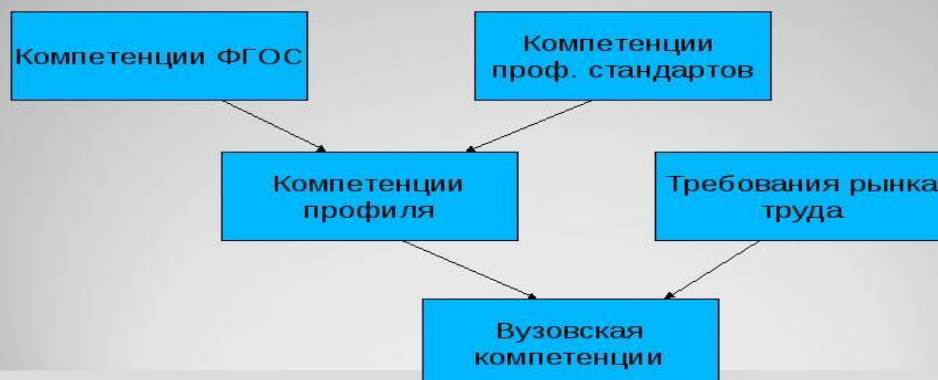 Компетенции ФГОС
Компетенции
проф. стандартов
Компетенции
профиля
Требования рынка
труда
Вузовская
компетенции